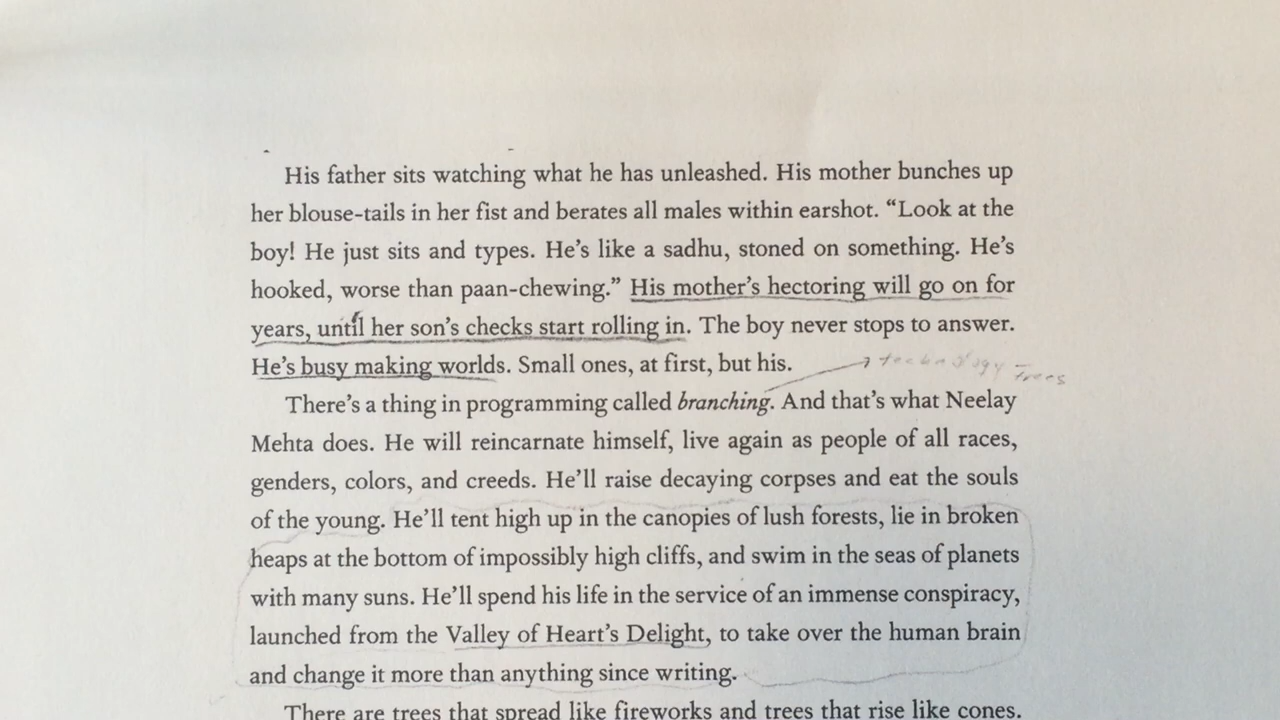 His father sits watching what he has unleashed. His mother bunches up
her blouse-tails in her fist and berates all males within earshot. “Look at the
boy! He just sits and types. He’s like a sadhu, stoned on something. He’s
hooked, worse than paan-chewing.” His mother’s hectoring will go on for
years, until her son’s checks start rolling in. The boy never stops to answer.
He’s busy making worlds. Small ones, at first, but his.
technology – trees
There’s a thing in programming called branching. And that’s what Neelay
Mehta does. He will reincarnate himself, live again as people of all races,
genders, colors, and creeds. He’ll raise decaying corpses and eat the souls
of the young. He’ll tent high up in the canopies of lush forests, lie in broken
heaps at the bottom of impossibly high cliffs, and swim in the seas of planets
with many suns. He’ll spend his life in the service of an immense conspiracy,
launched from the Valley of Heart’s Delight, to take over the human brain
and change it more than anything since writing.
There are trees that spread like fireworks and trees that rise like cones.